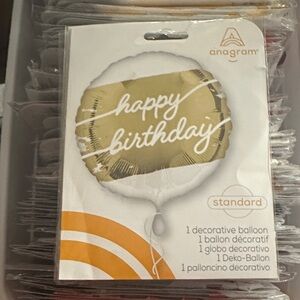 anagram®
happy
birthday
standard
1 decorative balloon
1 ballon décoratif
1 globo decorativo
1 Deko-Ballon
1 palloncino decorativo